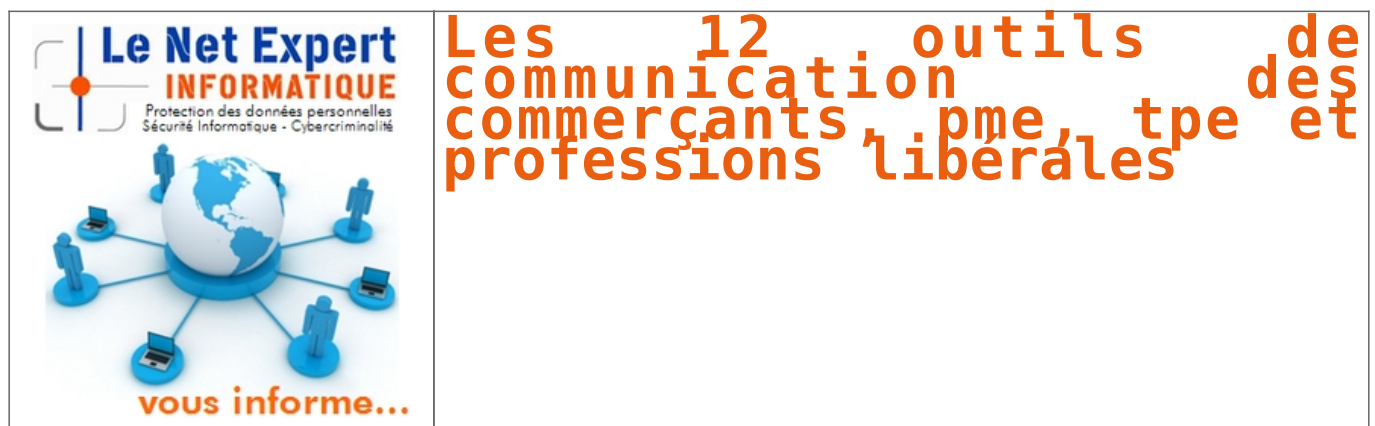 Le Net Expert
INFORMATIQUE
Protection des données personnelles
Sécurité Informatique - Cybercriminalité
vous informe...
Les 12 outils de
communication des
commerçants, pme, tpe et
professions libérales